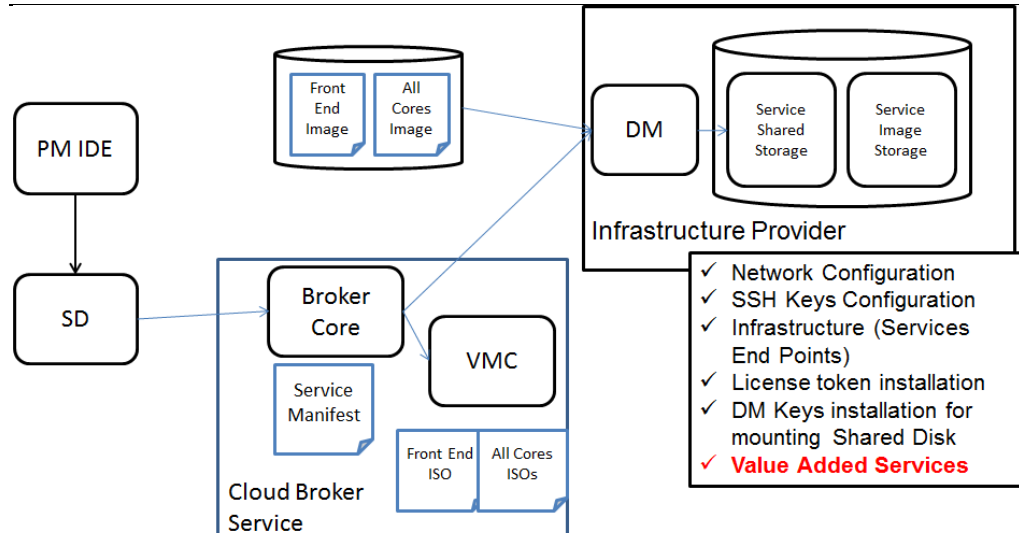 Front
End
Image
All
Cores
Image
PM IDE
DM
Service
Shared
Storage
Service
Image
Storage
Infrastructure Provider
SD
Broker
Core
VMC
Service
Manifest
Front End
ISO
All Cores
ISOs
Cloud Broker
Service
✓ Network Configuration
✓ SSH Keys Configuration
✓ Infrastructure (Services
End Points)
✓ License token installation
✓ DM Keys installation for
mounting Shared Disk
✓ Value Added Services